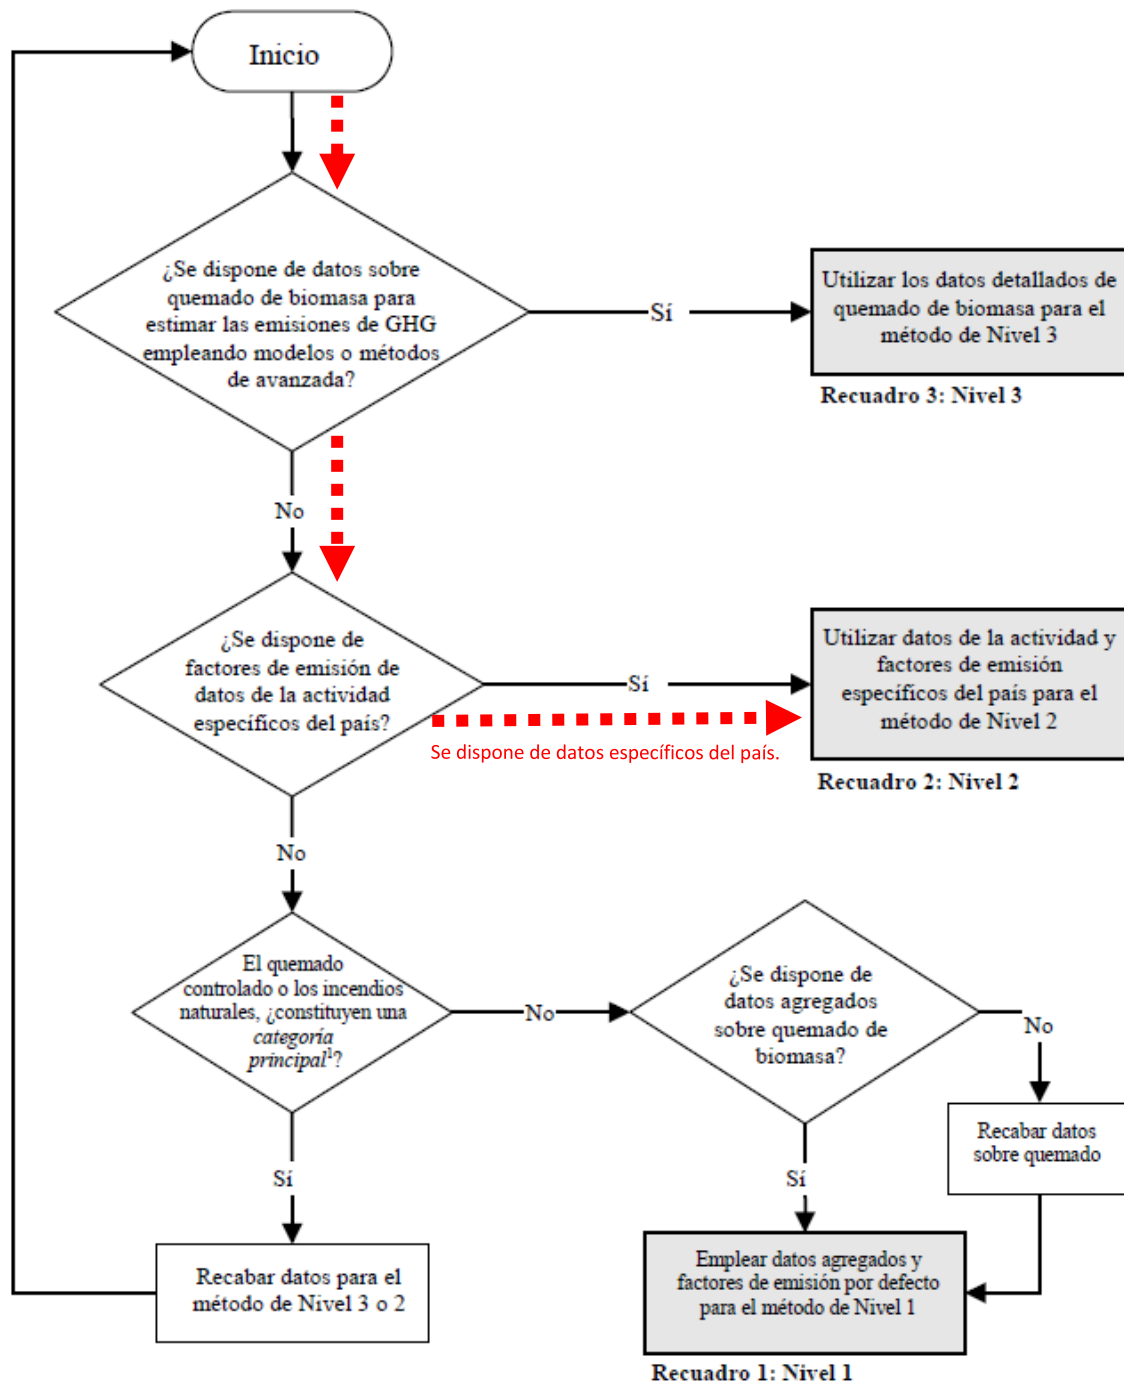 Inicio
¿Se dispone de datos sobre
quemado de biomasa para
estimar las emisiones de GHG
empleando modelos o métodos
de avanzada?
Sí
Utilizar los datos detallados de
quemado de biomasa para el
método de Nivel 3
Recuadro 3: Nivel 3
No
¿Se dispone de
factores de emisión de
datos de la actividad
específicos del país?
Sí
Se dispone de datos específicos del país.
Utilizar datos de la actividad y
factores de emisión
específicos del país para el
método de Nivel 2
Recuadro 2: Nivel 2
No
El quemado
controlado o los incendios
naturales, ¿constituyen una
categoría
principal¹?
No
¿Se dispone de
datos agregados
sobre quemado de
biomasa?
No
Recabar datos
sobre quemado
Sí
Sí
Recabar datos para el
método de Nivel 3 o 2
Emplear datos agregados y
factores de emisión por defecto
para el método de Nivel 1
Recuadro 1: Nivel 1